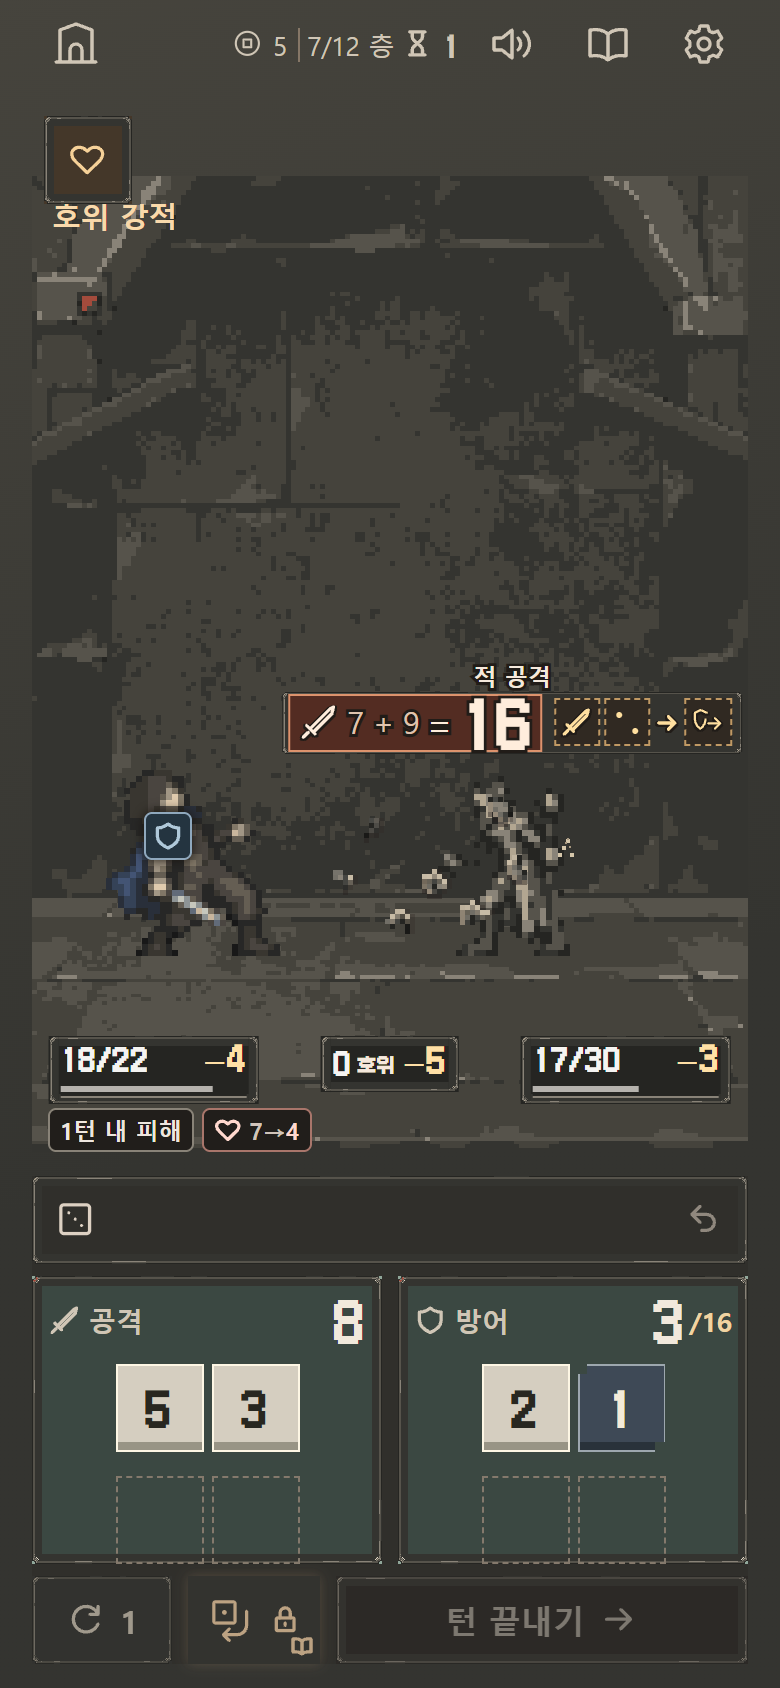 5 7/12 층 1
호위 강적
적 공격
7 + 9 = 16
18/22 –4
0 호위 –5
17/30 –3
1턴 내 피해
7→4
공격 8
5 3
방어 3/16
2 1
1
턴 끝내기 →